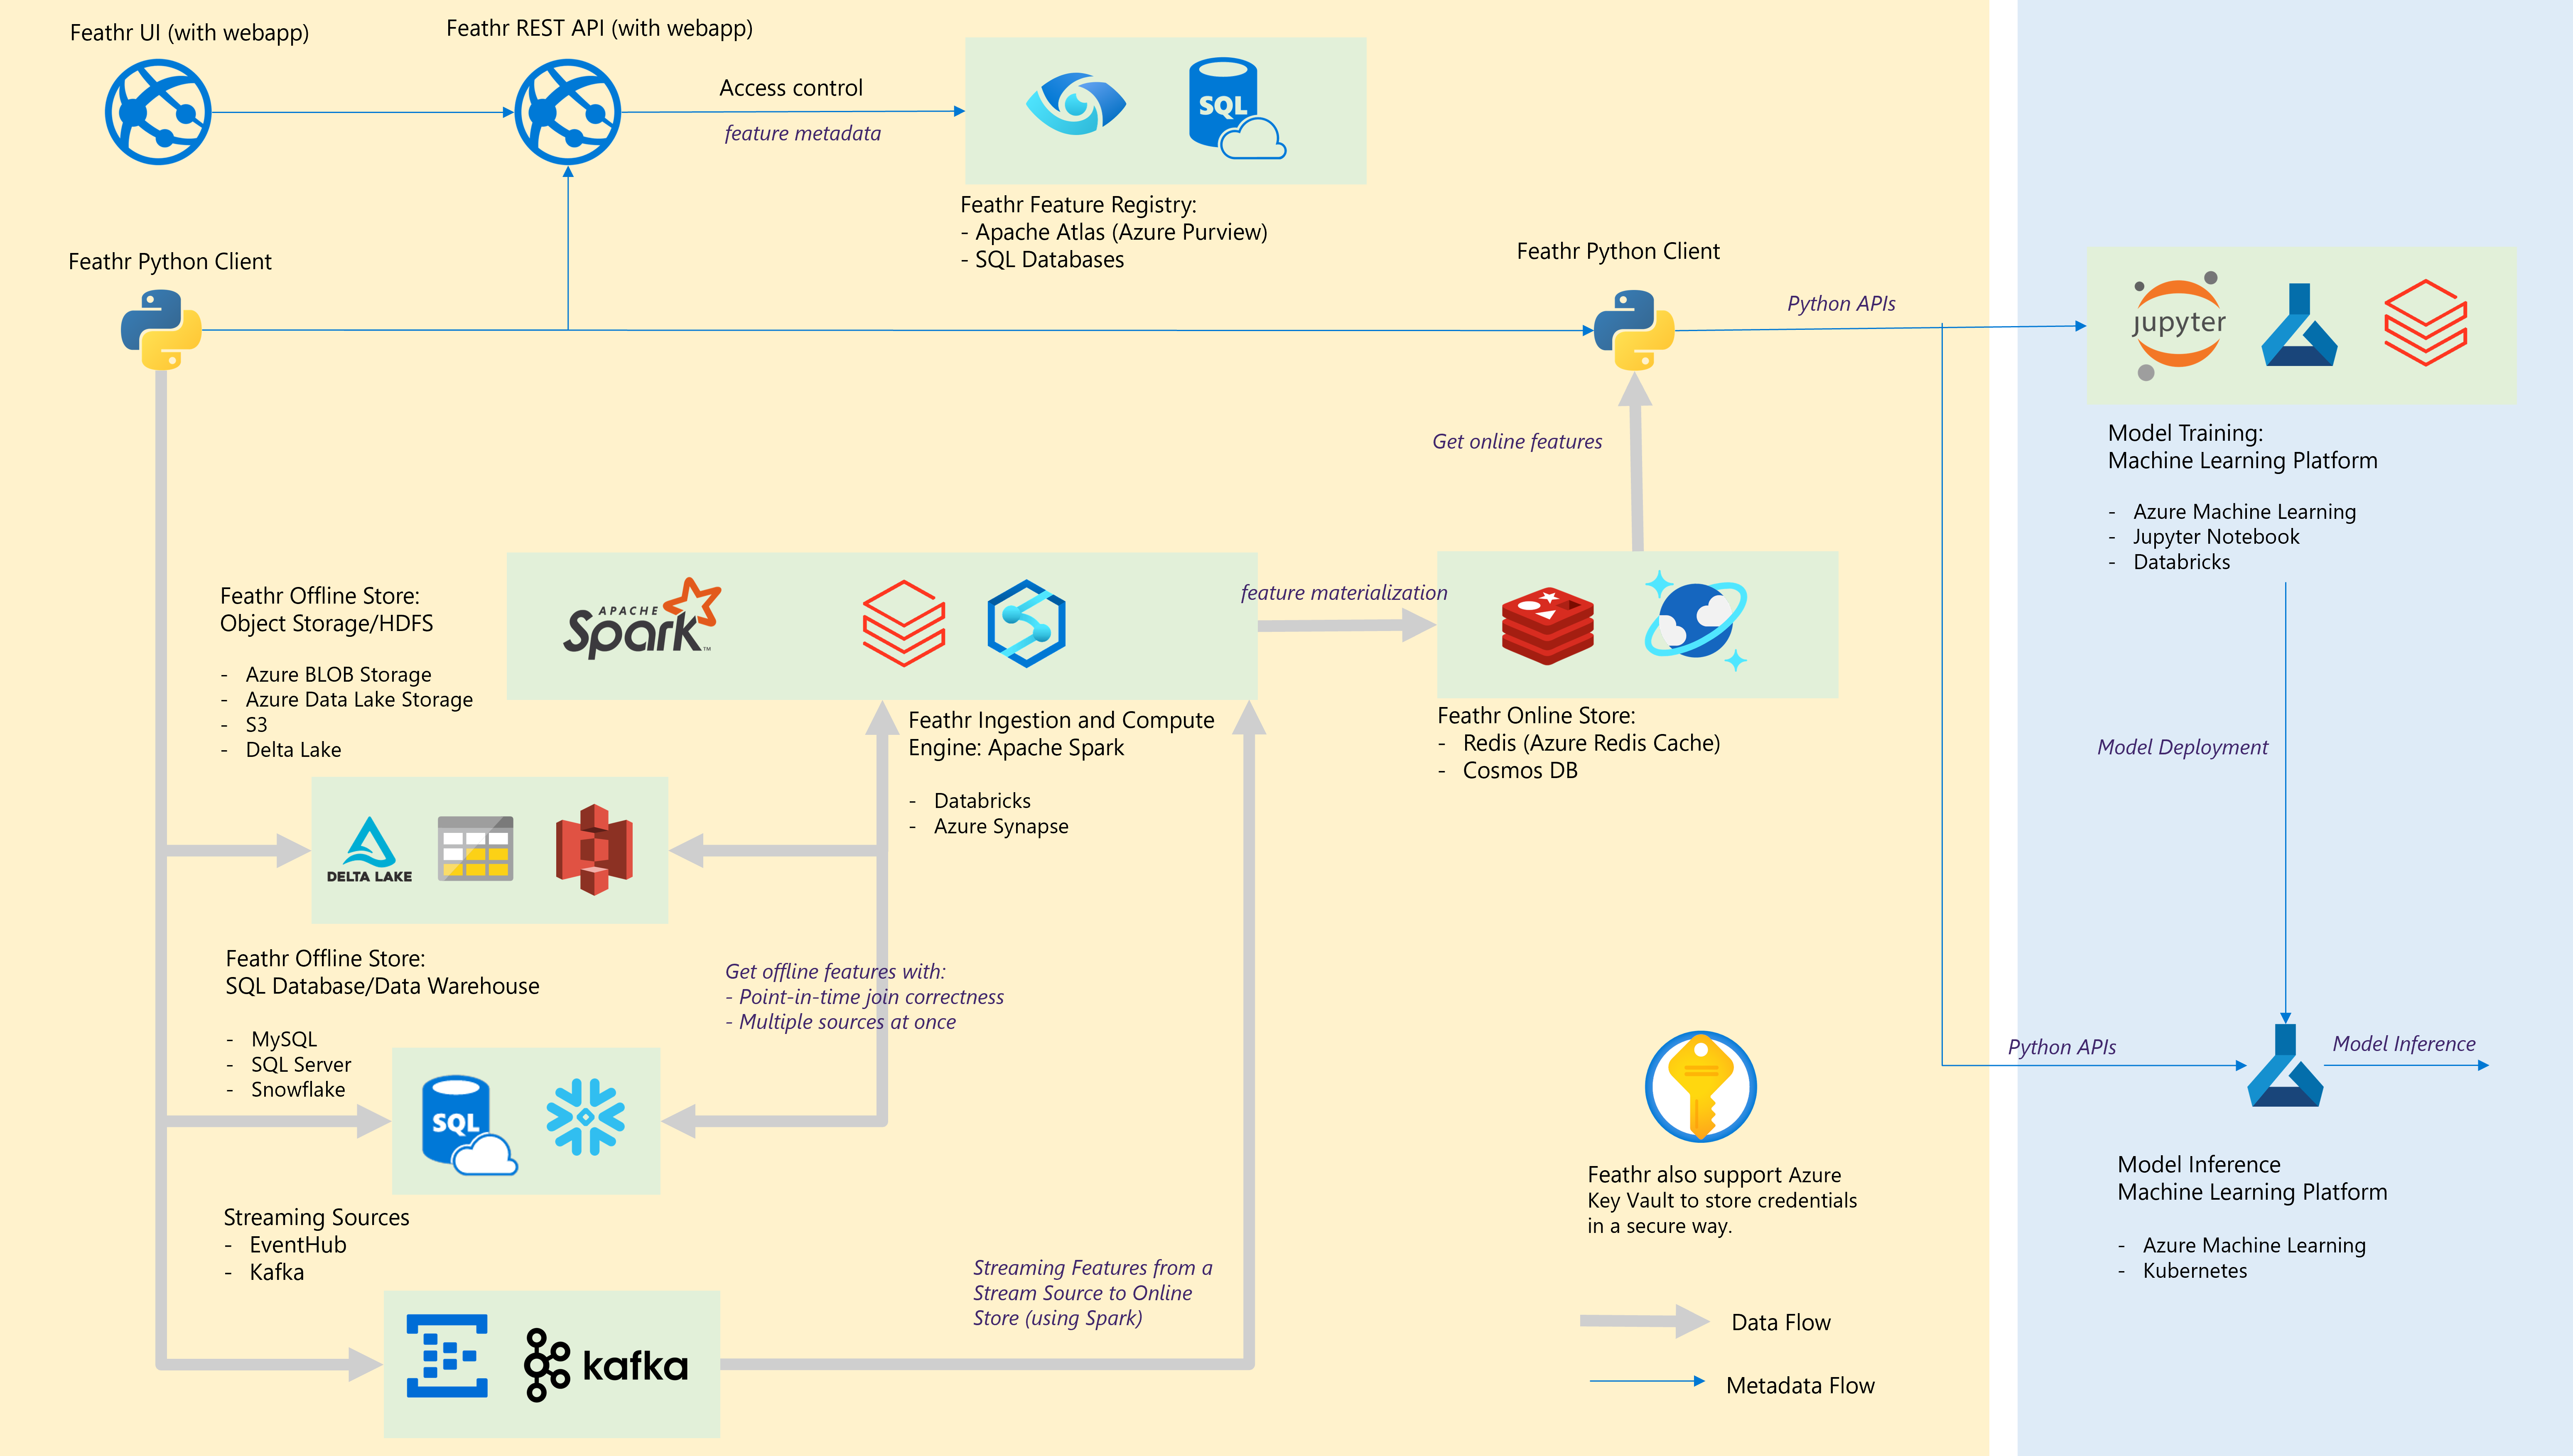 Feathr UI (with webapp)
Feathr REST API (with webapp)
Access control
feature metadata
SQL
Feathr Feature Registry:
- Apache Atlas (Azure Purview)
- SQL Databases
Feathr Python Client
Feathr Python Client
Python APIs
jupyter
Model Training:
Machine Learning Platform
- Azure Machine Learning
- Jupyter Notebook
- Databricks
Get online features
Feathr Offline Store:
Object Storage/HDFS
- Azure BLOB Storage
- Azure Data Lake Storage
- S3
- Delta Lake
APACHE
Spark™
feature materialization
Feathr Ingestion and Compute
Engine: Apache Spark
- Databricks
- Azure Synapse
Feathr Online Store:
- Redis (Azure Redis Cache)
- Cosmos DB
Model Deployment
DELTA LAKE
Feathr Offline Store:
SQL Database/Data Warehouse
- MySQL
- SQL Server
- Snowflake
SQL
Get offline features with:
- Point-in-time join correctness
- Multiple sources at once
Python APIs
Model Inference
Feathr also support Azure
Key Vault to store credentials
in a secure way.
Model Inference
Machine Learning Platform
- Azure Machine Learning
- Kubernetes
Streaming Sources
- EventHub
- Kafka
kafka
Streaming Features from a
Stream Source to Online
Store (using Spark)
Data Flow
Metadata Flow